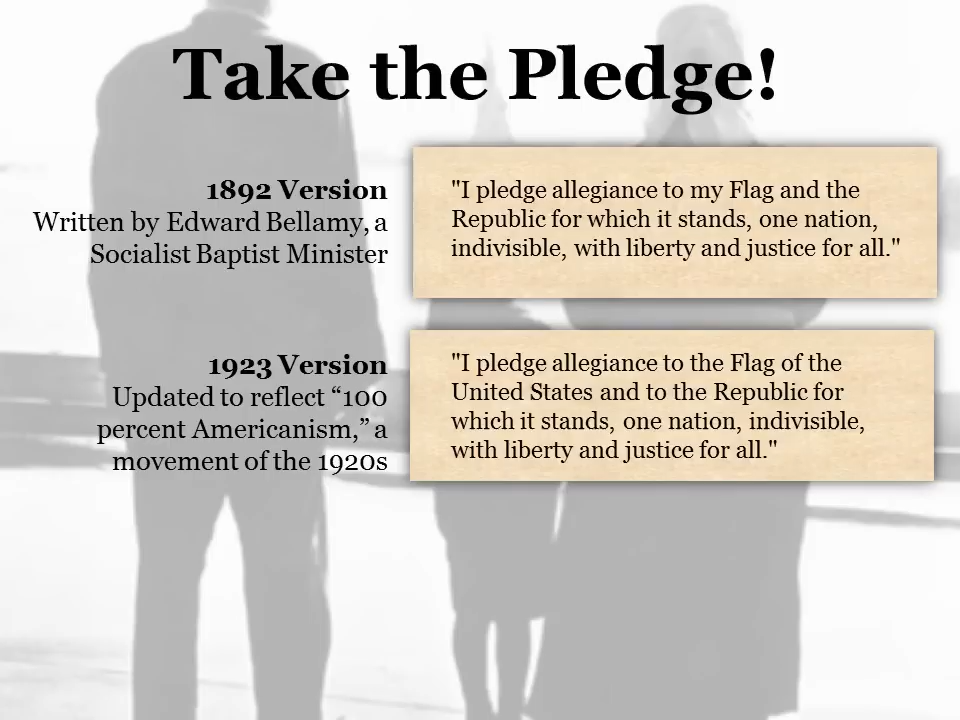 Take the Pledge!
1892 Version
Written by Edward Bellamy, a
Socialist Baptist Minister
"I pledge allegiance to my Flag and the
Republic for which it stands, one nation,
indivisible, with liberty and justice for all."
1923 Version
Updated to reflect “100
percent Americanism,” a
movement of the 1920s
"I pledge allegiance to the Flag of the
United States and to the Republic for
which it stands, one nation, indivisible,
with liberty and justice for all."